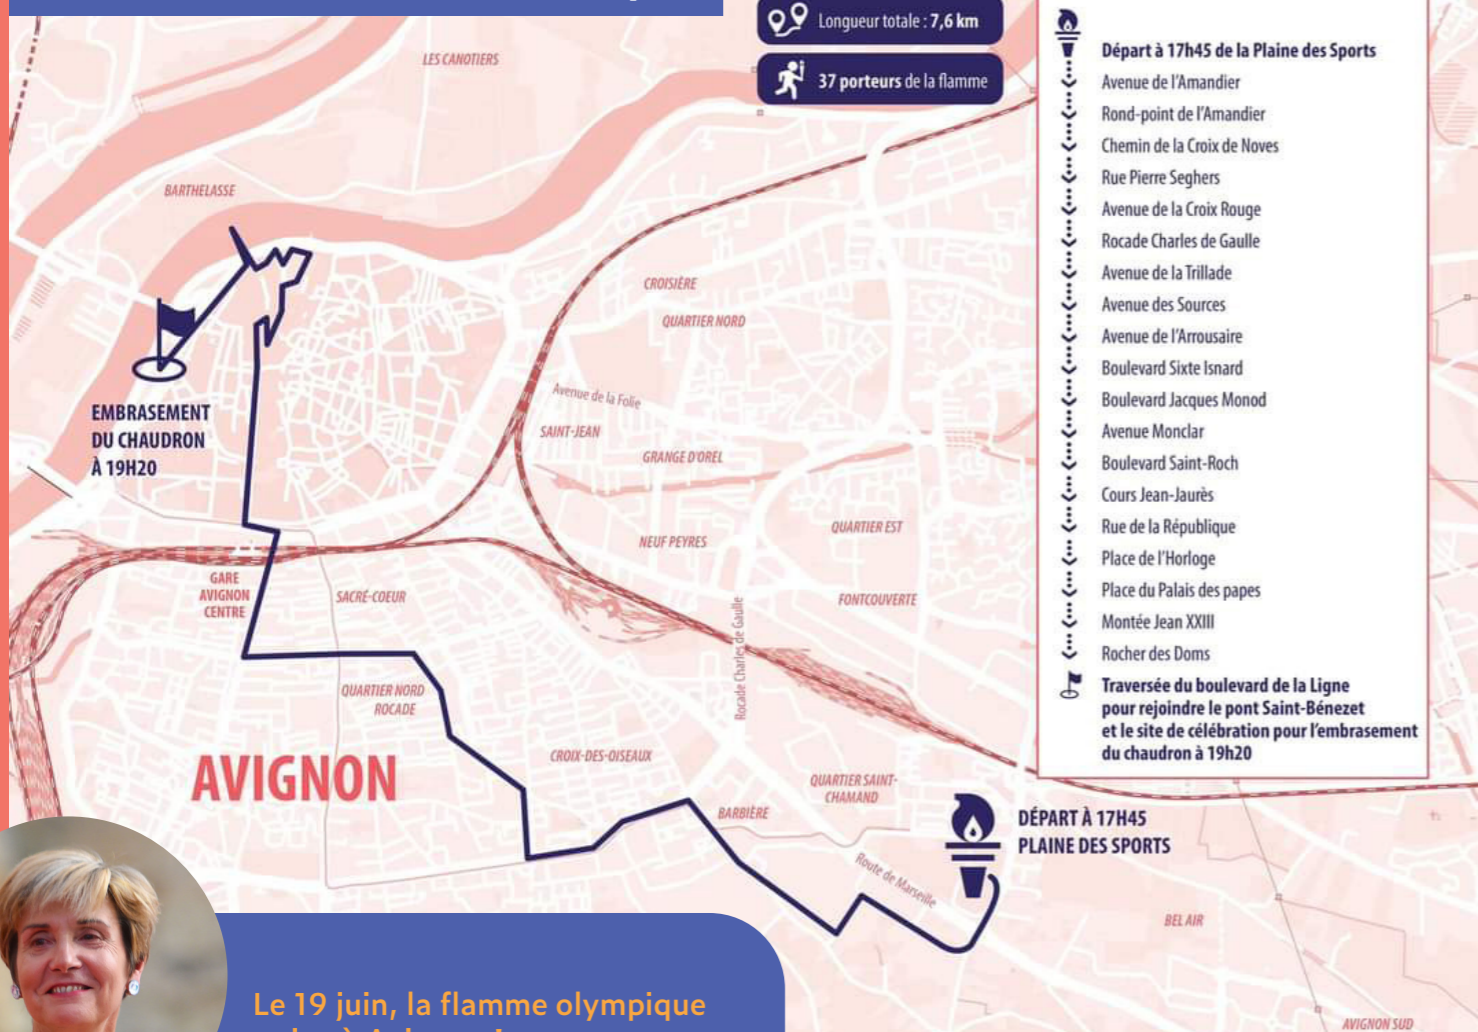 Longueur totale : 7,6 km
37 porteurs de la flamme
Départ à 17h45 de la Plaine des Sports
Avenue de l'Amandier
Rond-point de l'Amandier
Chemin de la Croix de Noves
Rue Pierre Seghers
Avenue de la Croix Rouge
Rocade Charles de Gaulle
Avenue de la Trillade
Avenue des Sources
Avenue de l'Arrousaire
Boulevard Sixte Isnard
Boulevard Jacques Monod
Avenue Monclar
Boulevard Saint-Roch
Cours Jean-Jaurès
Rue de la République
Place de l'Horloge
Place du Palais des papes
Montée Jean XXIII
Rocher des Doms
Traversée du boulevard de la Ligne
pour rejoindre le pont Saint-Bénezet
et le site de célébration pour l'embrasement
du chaudron à 19h20
LES CANOTIERS
BARTHELASSE
CROISIÈRE
QUARTIER NORD
Avenue de la Folie
SAINT-JEAN
GRANGE D'OREL
EMBRASEMENT
DU CHAUDRON
À 19H20
NEUF PEYRES
QUARTIER EST
GARE
AVIGNON
CENTRE
SACRÉ-COEUR
FONTCOUVERTE
Rocade Charles de Gaulle
QUARTIER NORD
ROCADE
AVIGNON
CROIX-DES-OISEAUX
QUARTIER SAINT-
CHAMAND
BARBIÈRE
DÉPART À 17H45
PLAINE DES SPORTS
Route de Marseille
BEL AIR
AVIGNON SUD
Le 19 juin, la flamme olympique